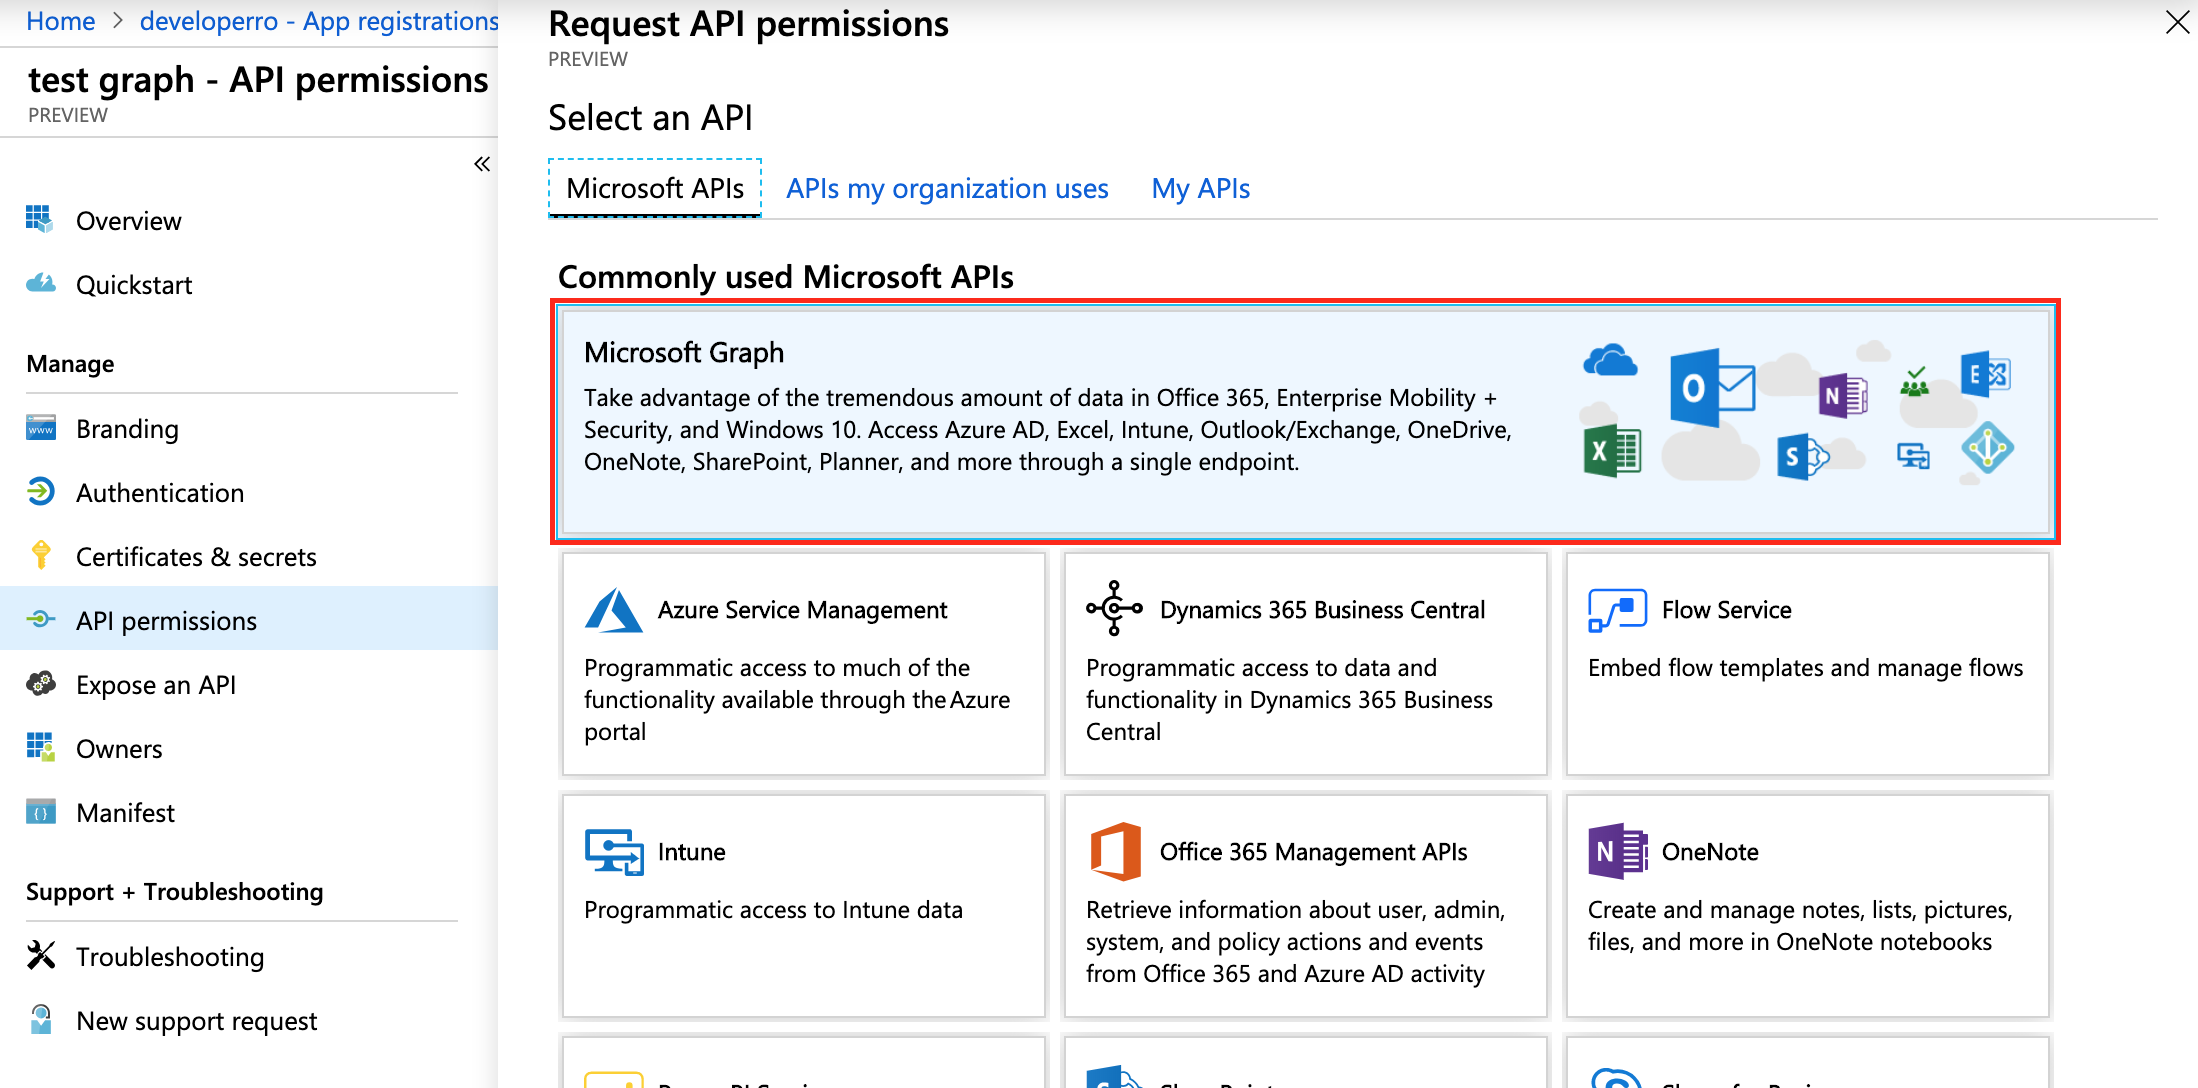 Home > developerro - App registrations
test graph - API permissions
PREVIEW
«
Overview
Quickstart
Manage
Branding
Authentication
Certificates & secrets
API permissions
Expose an API
Owners
Manifest
Support + Troubleshooting
Troubleshooting
New support request
Request API permissions
PREVIEW
Select an API
Microsoft APIs
APIs my organization uses
My APIs
Commonly used Microsoft APIs
Microsoft Graph
Take advantage of the tremendous amount of data in Office 365, Enterprise Mobility +
Security, and Windows 10. Access Azure AD, Excel, Intune, Outlook/Exchange, OneDrive,
OneNote, SharePoint, Planner, and more through a single endpoint.
Azure Service Management
Programmatic access to much of the
functionality available through the Azure
portal
Dynamics 365 Business Central
Programmatic access to data and
functionality in Dynamics 365 Business
Central
Flow Service
Embed flow templates and manage flows
Intune
Programmatic access to Intune data
Office 365 Management APIs
Retrieve information about user, admin,
system, and policy actions and events
from Office 365 and Azure AD activity
OneNote
Create and manage notes, lists, pictures,
files, and more in OneNote notebooks